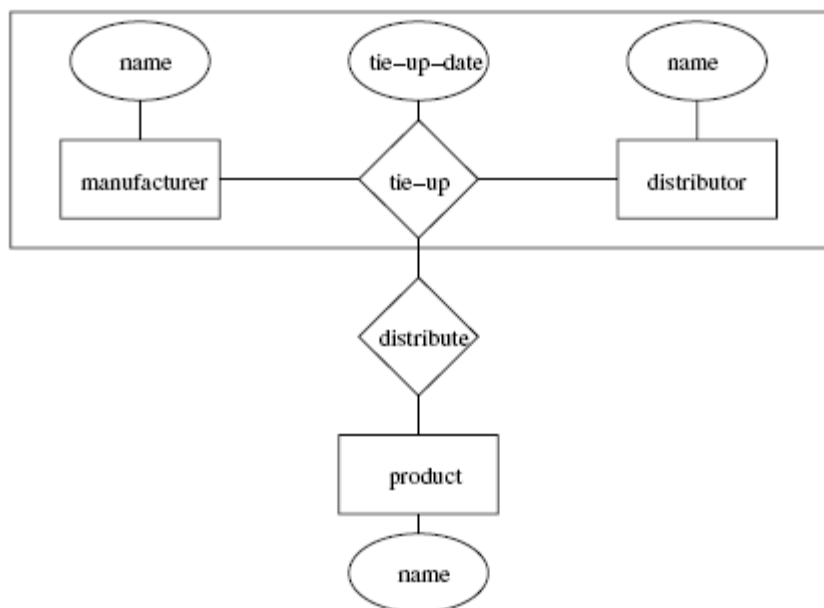 name
tie-up-date
name
manufacturer
tie-up
distributor
distribute
product
name